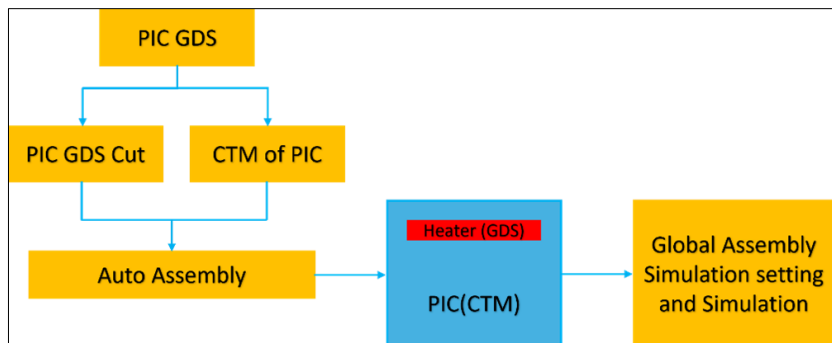 PIC GDS
PIC GDS Cut
CTM of PIC
Auto Assembly
Heater (GDS)
PIC(CTM)
Global Assembly
Simulation setting
and Simulation